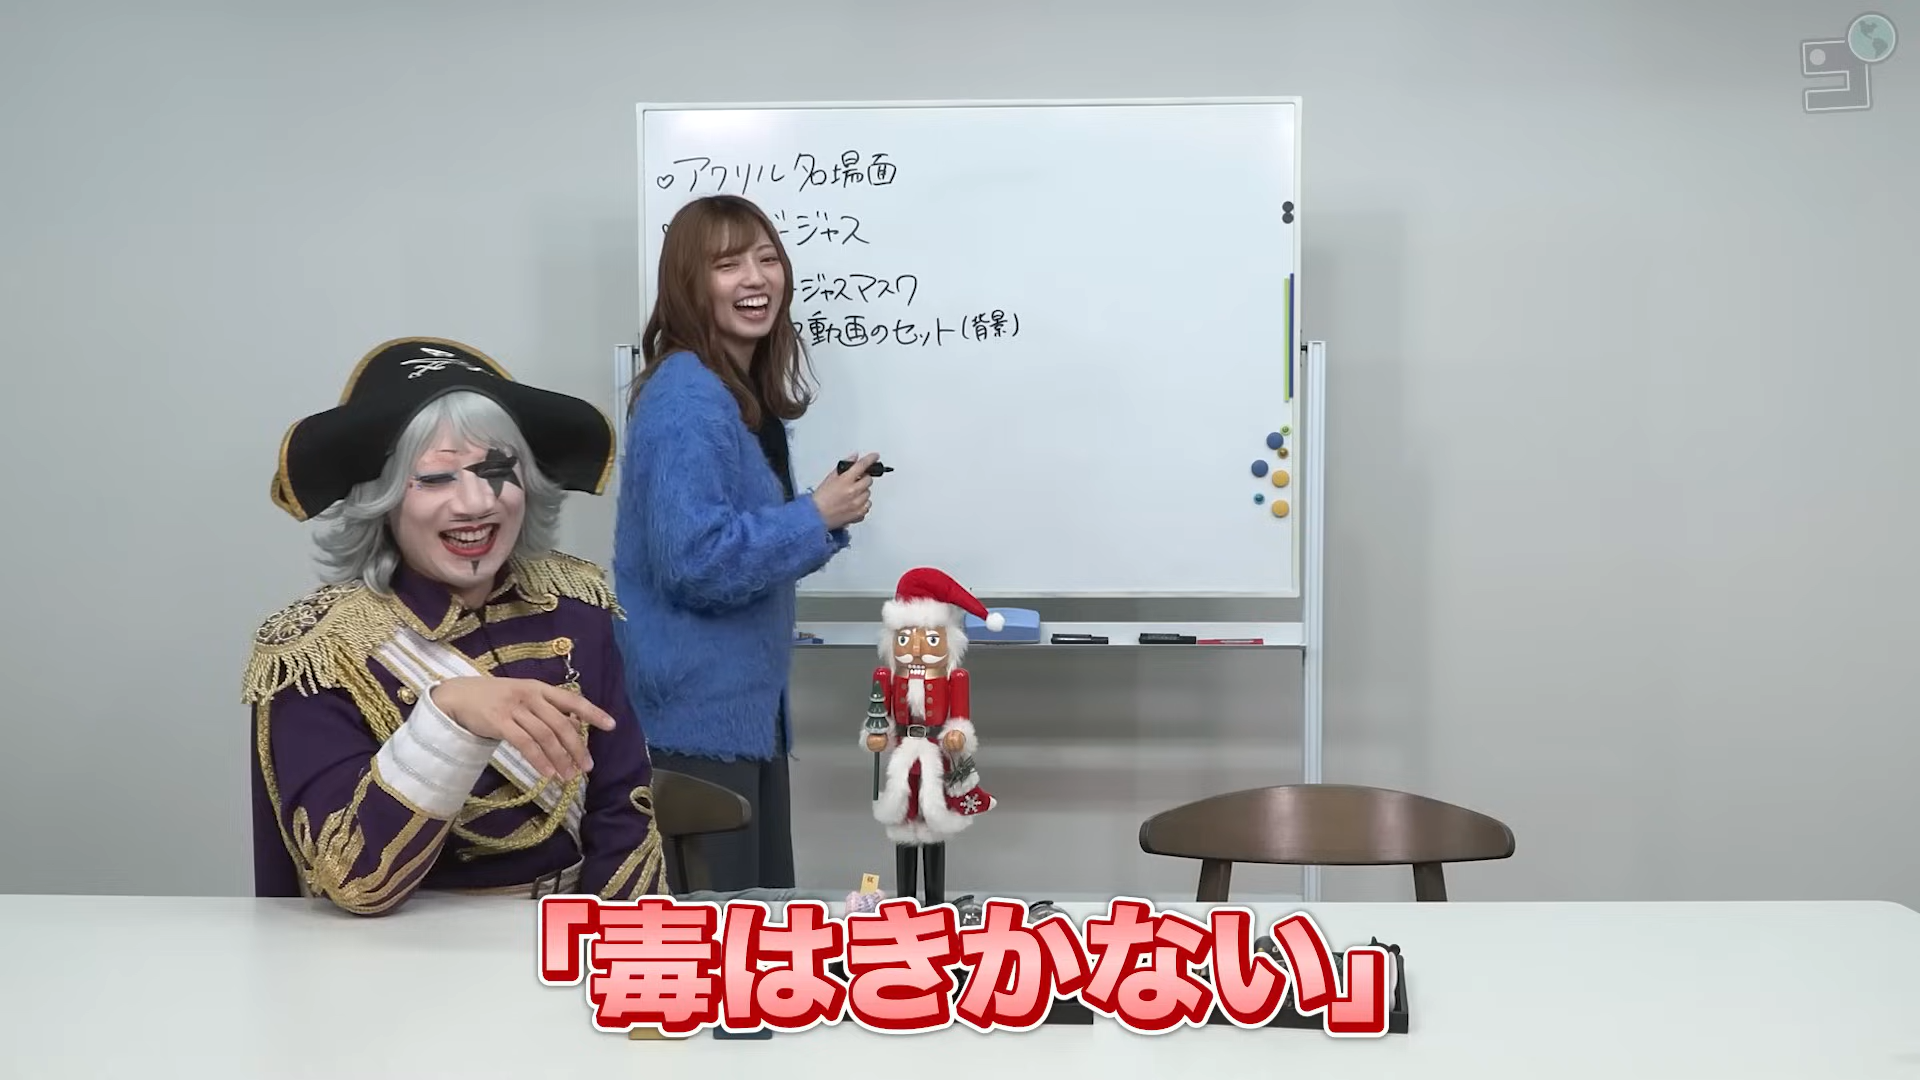 ♡アクリル名場面
ージャス
ージャスマスク
動画のセット(背景)
「毒はきかない」